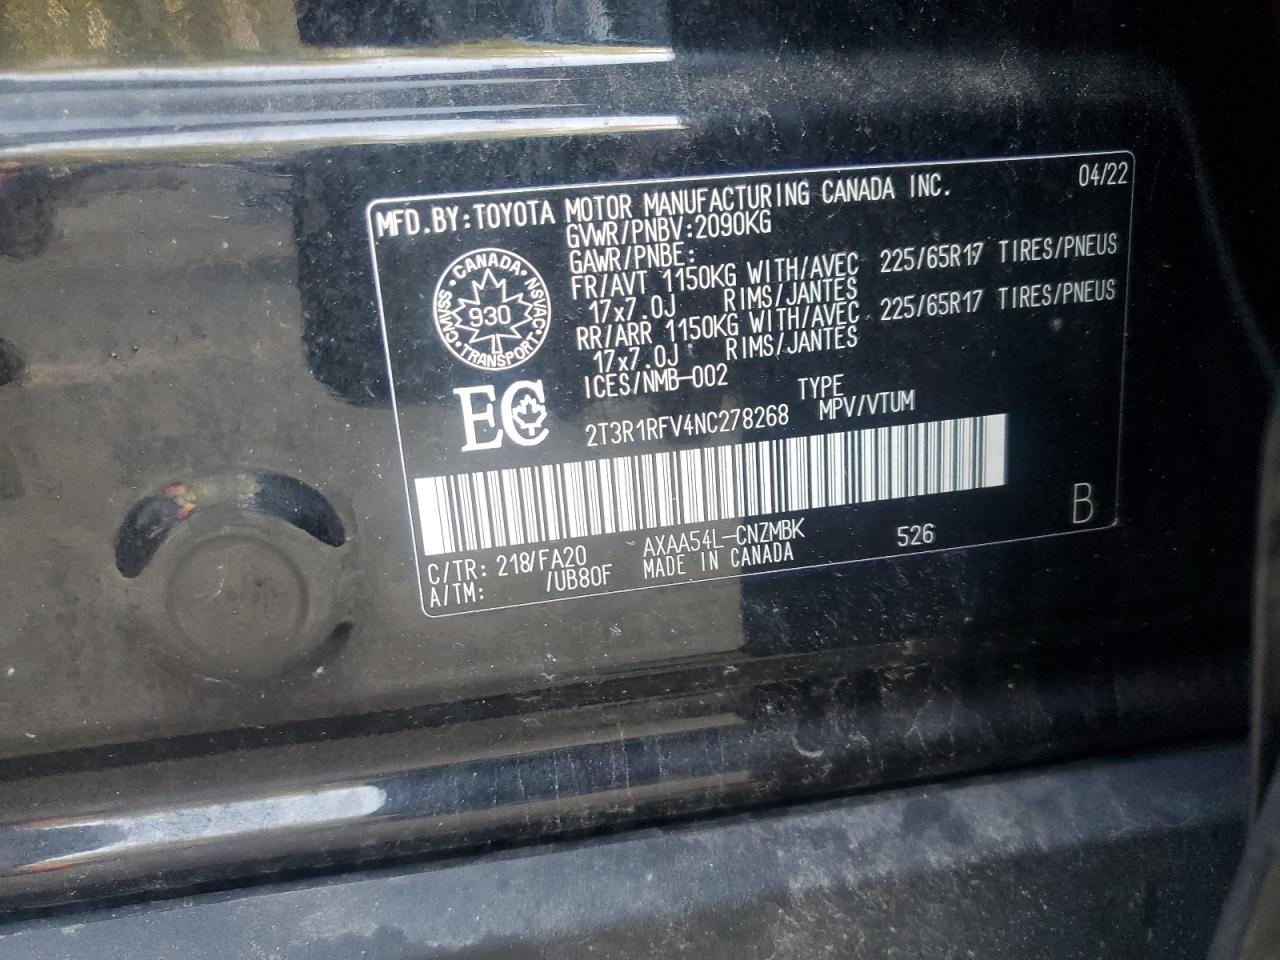 MFD.BY:TOYOTA MOTOR MANUFACTURING CANADA INC. 04/22
GVWR/PNBV:2090KG
GAWR/PNBE:
FR/AVT 1150KG WITH/AVEC 225/65R17 TIRES/PNEUS
17x7.0J RIMS/JANTES
RR/ARR 1150KG WITH/AVEC 225/65R17 TIRES/PNEUS
17x7.0J RIMS/JANTES
ICES/NMB-002
CANADA
CMVSS NSVAC
930
TRANSPORT
EC
TYPE
2T3R1RFV4NC278268 MPV/VTUM
B
C/TR: 218/FA20 AXAA54L-CNZMBK 526
A/TM: /UB80F MADE IN CANADA